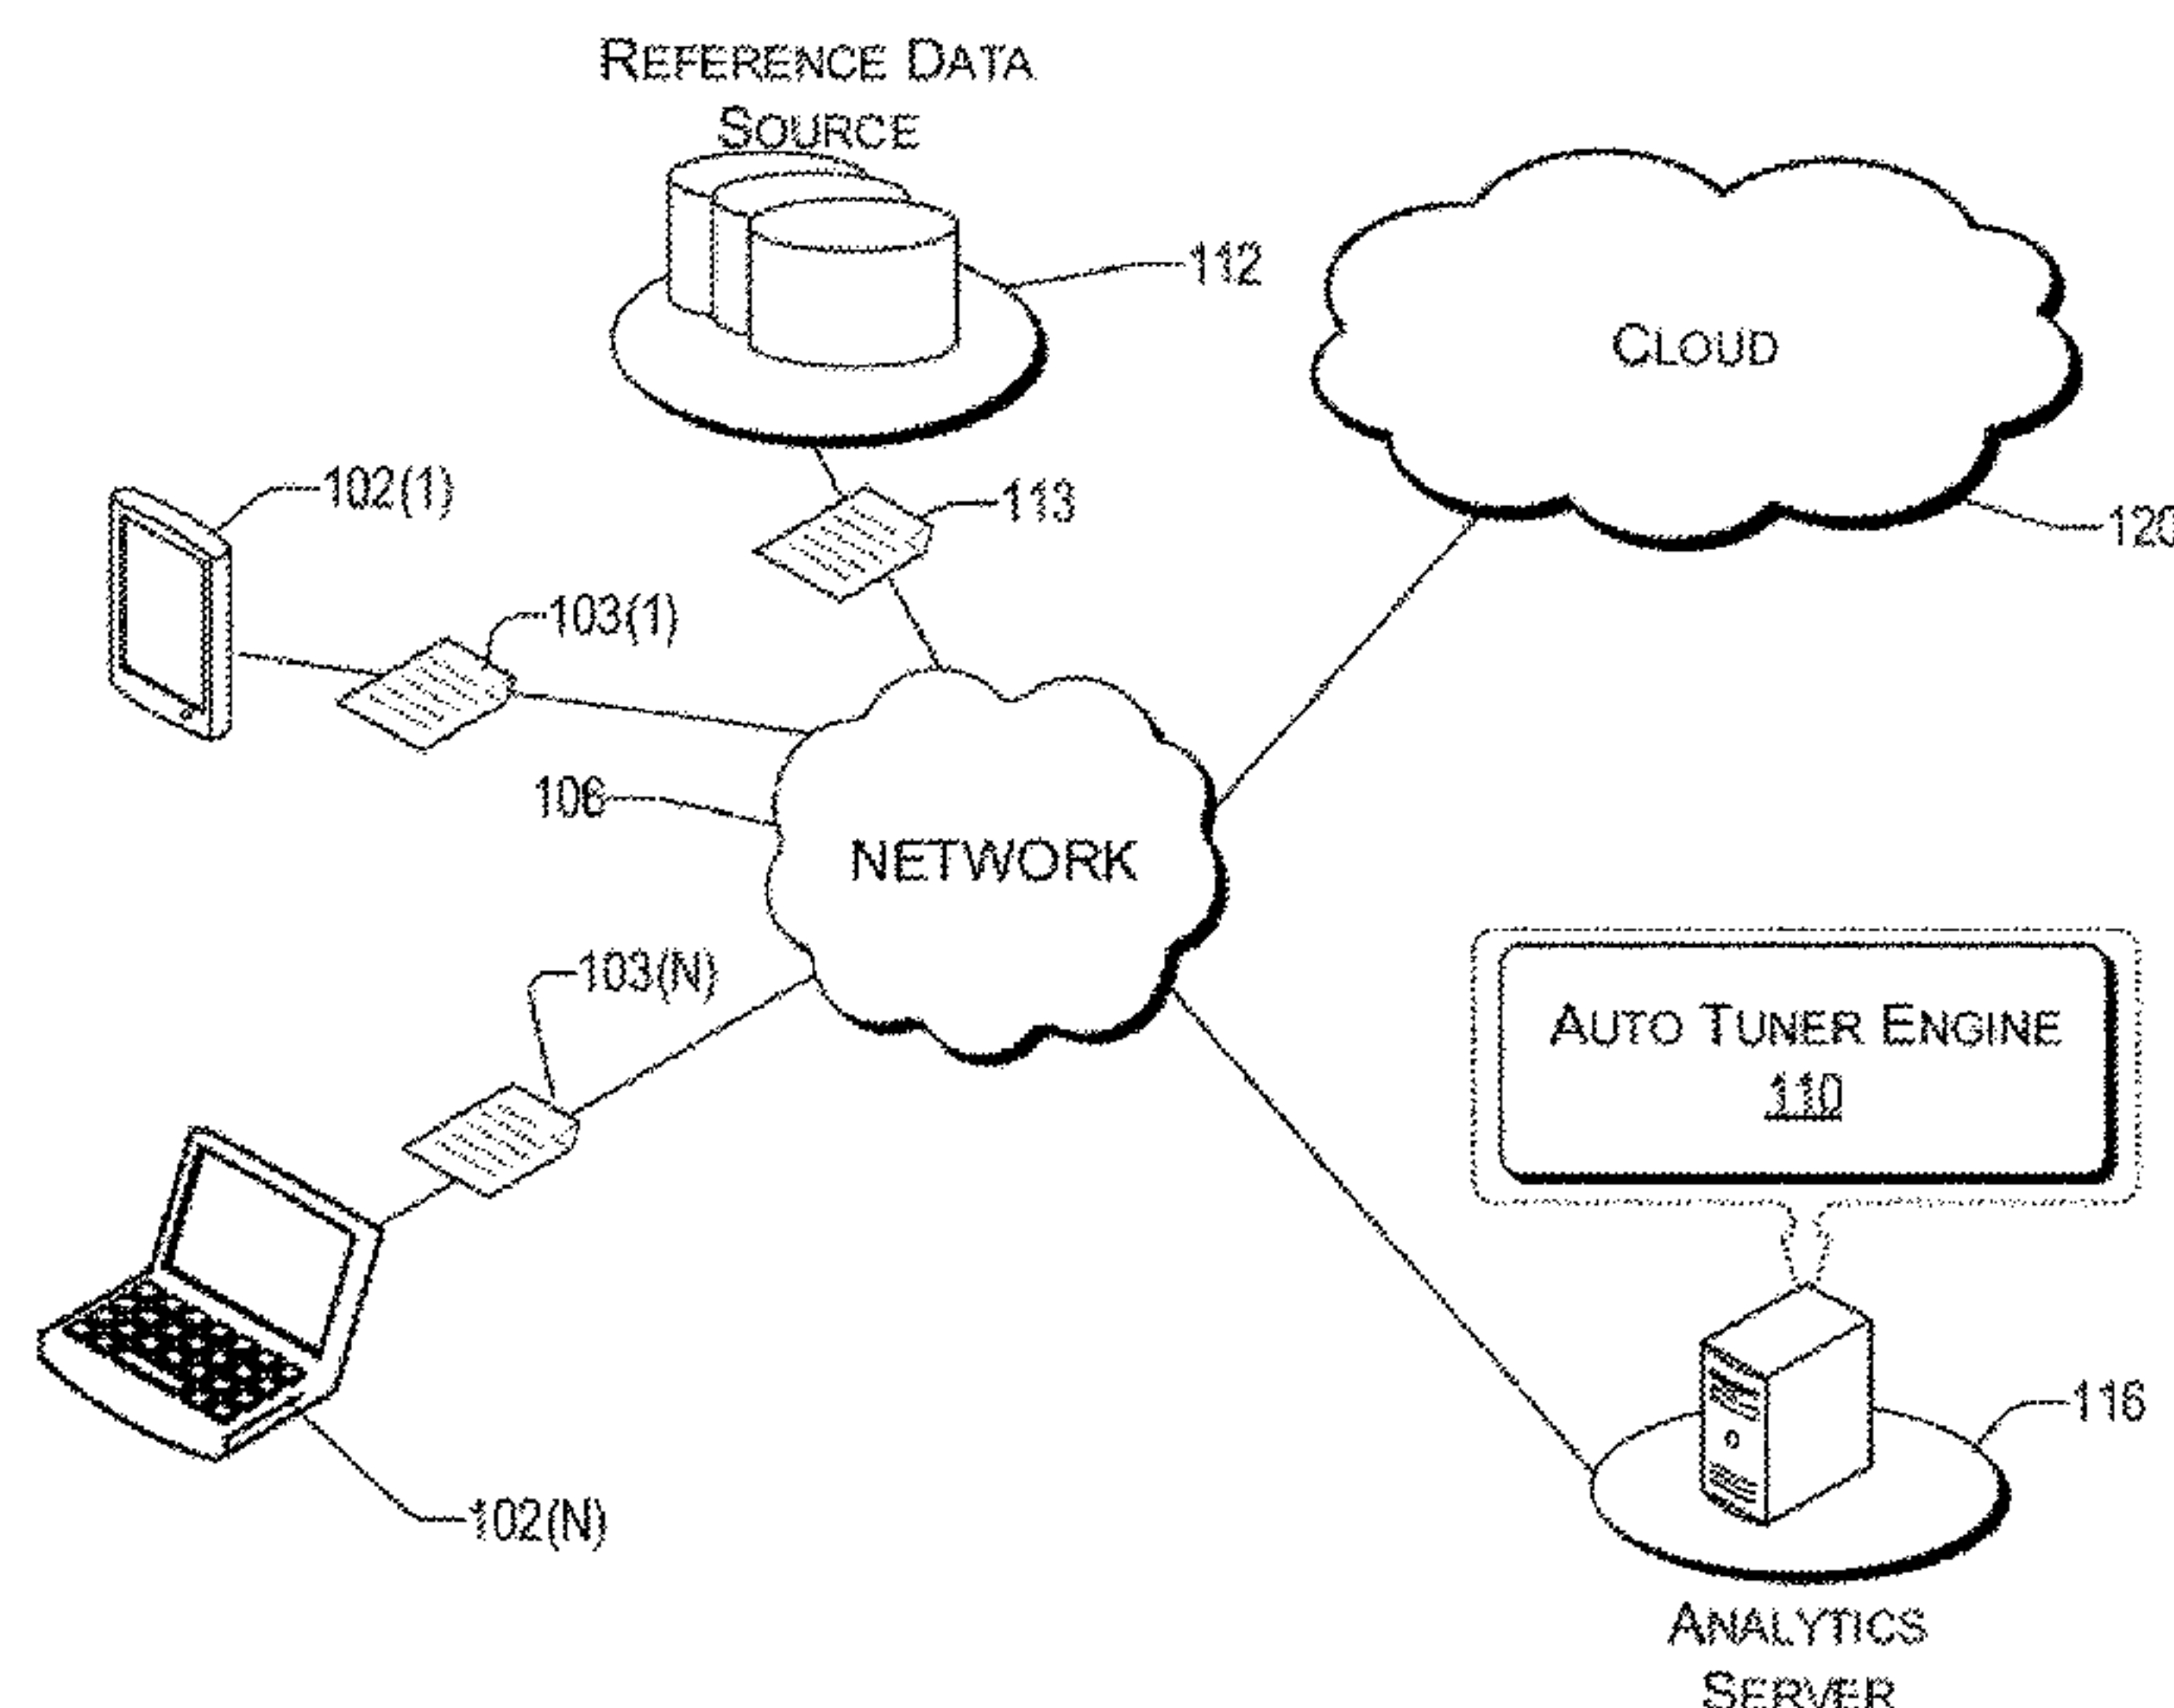 REFERENCE DATA
SOURCE
112
CLOUD
120
102(1)
113
103(1)
106
NETWORK
103(N)
AUTO TUNER ENGINE
110
102(N)
116
ANALYTICS
SERVER